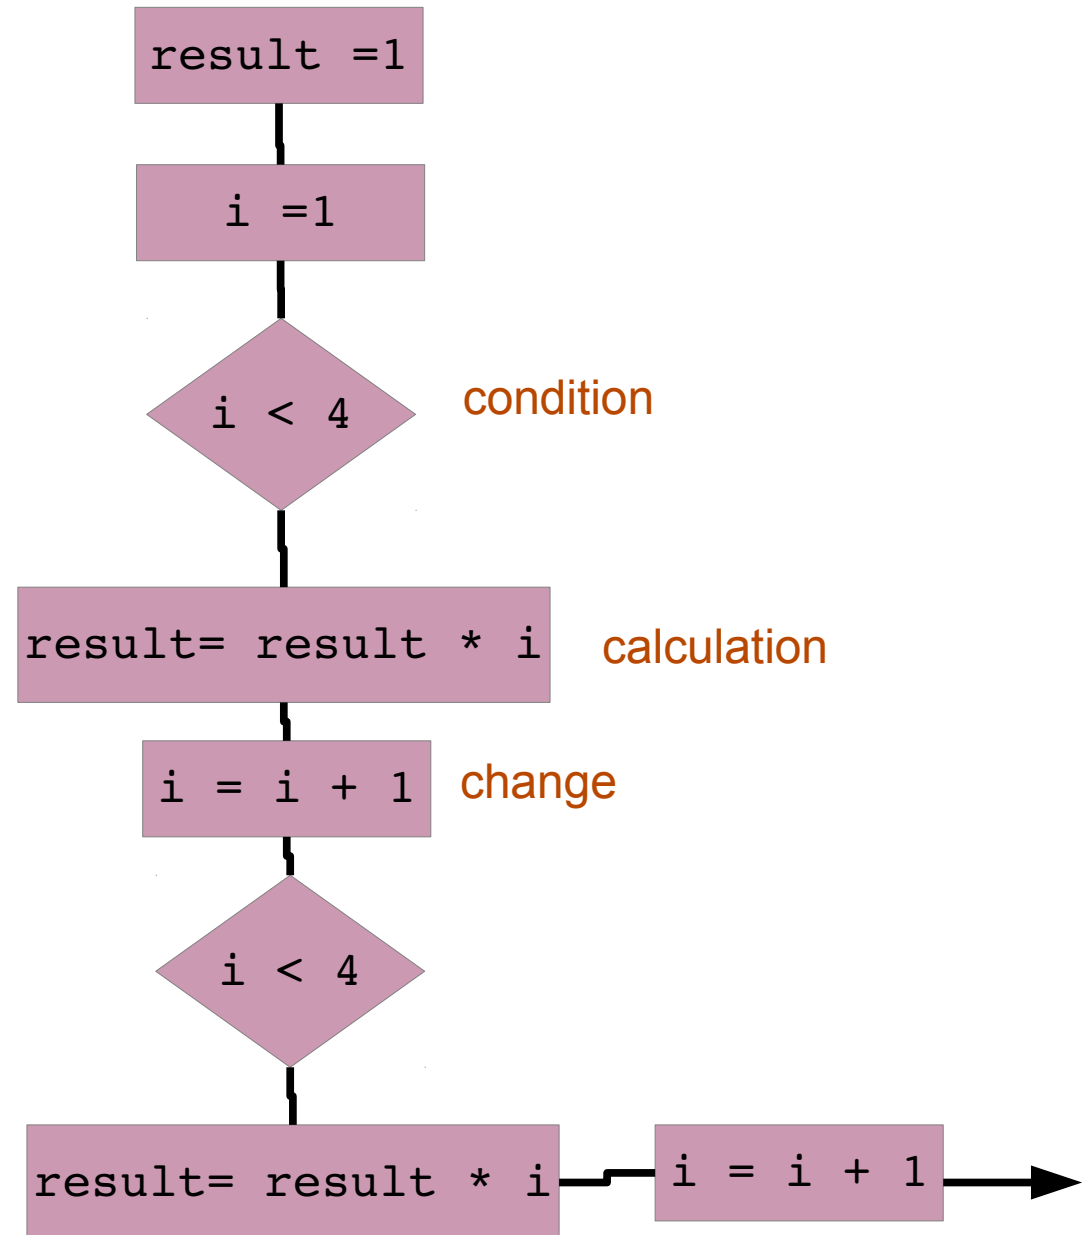 result =1
i =1
i < 4
condition
result= result * i
calculation
i = i + 1
change
i < 4
result= result * i
i = i + 1